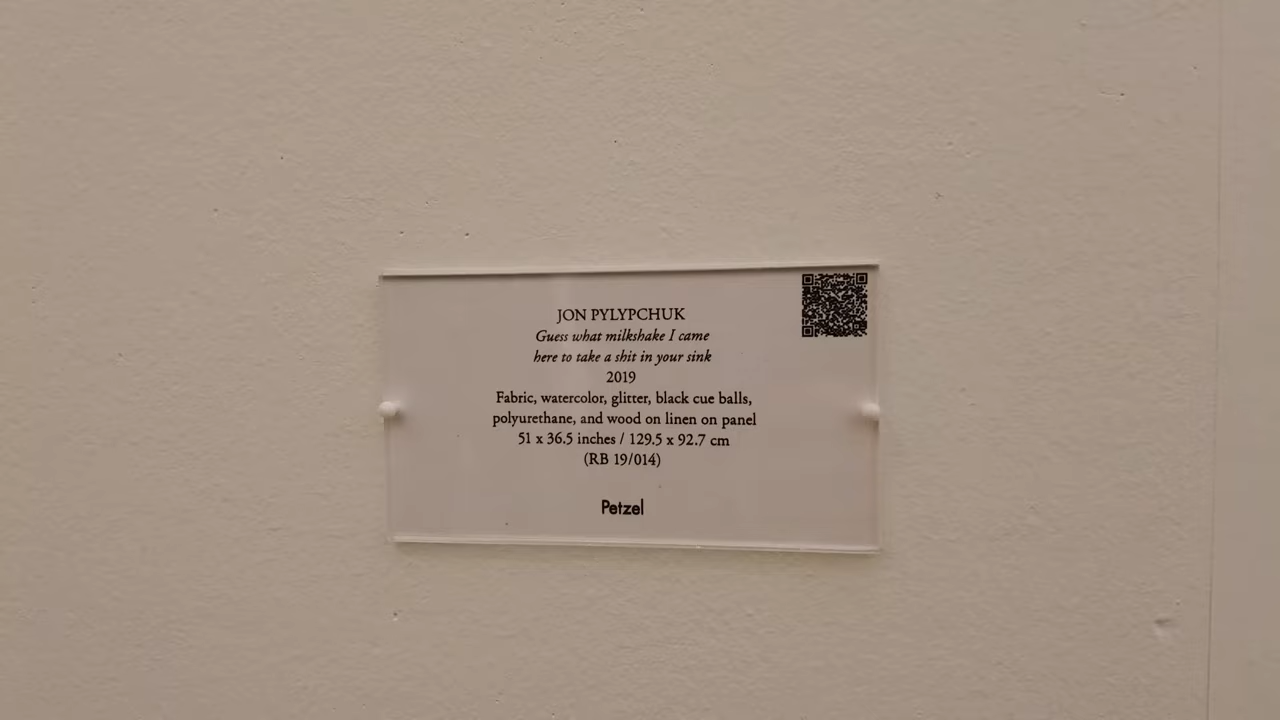 JON PYLYPCHUK
Guess what milkshake I came
here to take a shit in your sink
2019
Fabric, watercolor, glitter, black cue balls,
polyurethane, and wood on linen on panel
51 x 36.5 inches / 129.5 x 92.7 cm
(RB 19/014)
Petzel